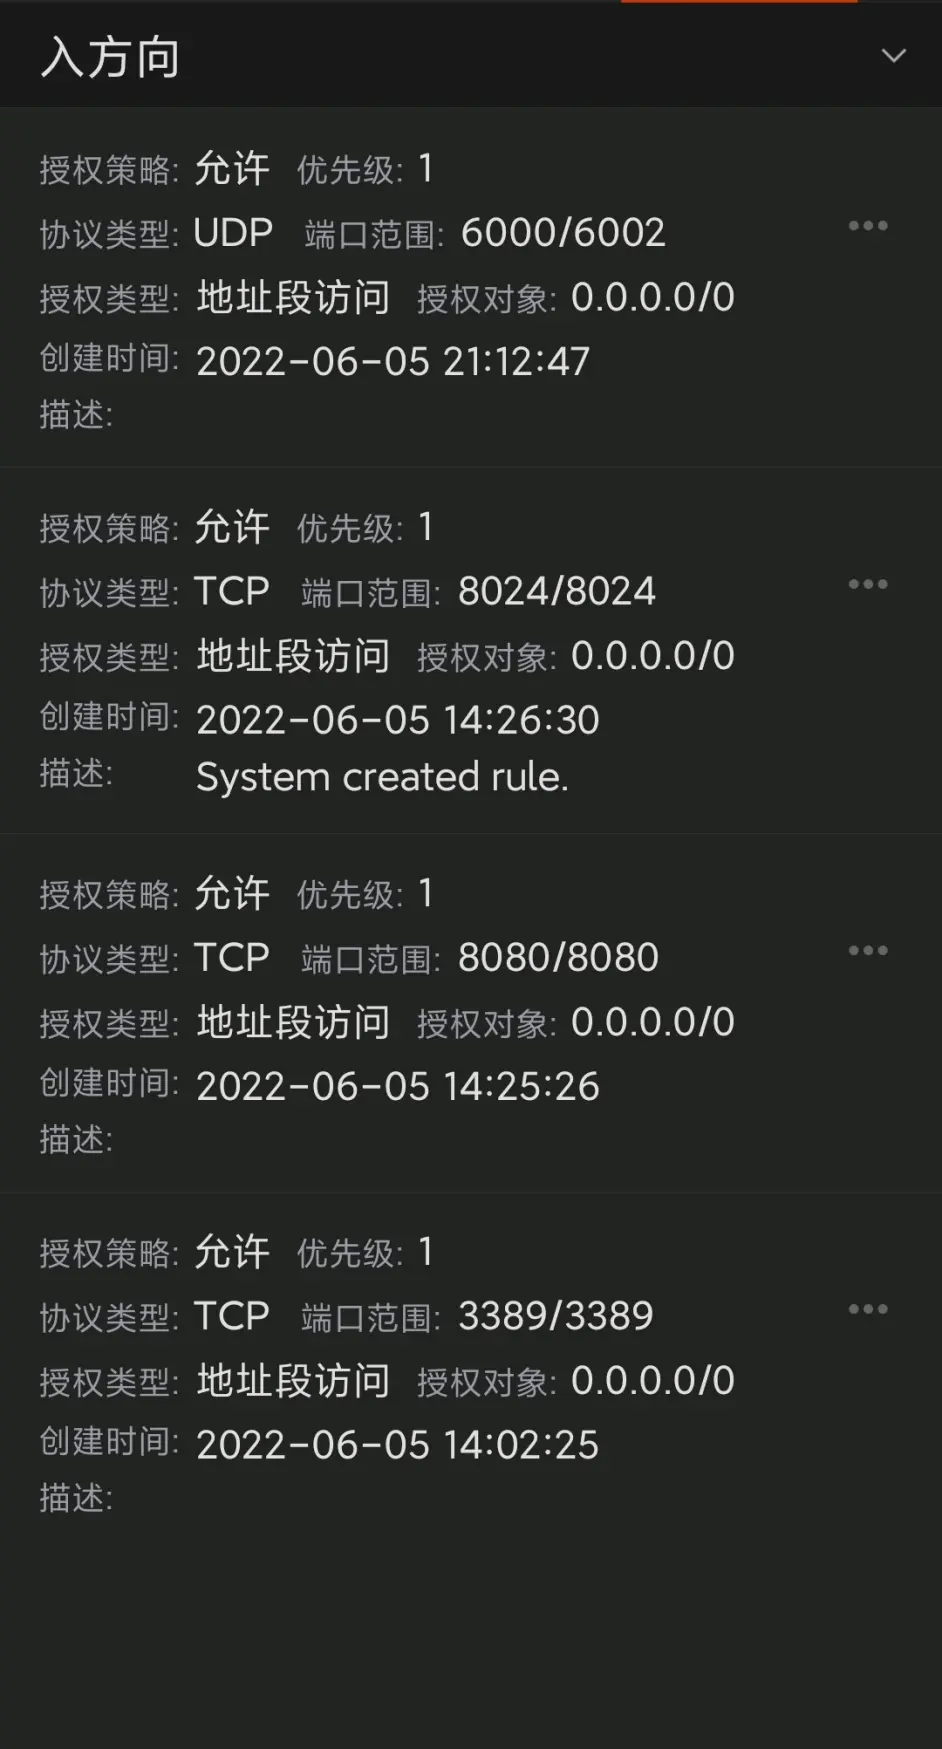 入方向
授权策略: 允许 优先级: 1
协议类型: UDP 端口范围: 6000/6002
授权类型: 地址段访问 授权对象: 0.0.0.0/0
创建时间: 2022-06-05 21:12:47
描述:
授权策略: 允许 优先级: 1
协议类型: TCP 端口范围: 8024/8024
授权类型: 地址段访问 授权对象: 0.0.0.0/0
创建时间: 2022-06-05 14:26:30
描述: System created rule.
授权策略: 允许 优先级: 1
协议类型: TCP 端口范围: 8080/8080
授权类型: 地址段访问 授权对象: 0.0.0.0/0
创建时间: 2022-06-05 14:25:26
描述:
授权策略: 允许 优先级: 1
协议类型: TCP 端口范围: 3389/3389
授权类型: 地址段访问 授权对象: 0.0.0.0/0
创建时间: 2022-06-05 14:02:25
描述: